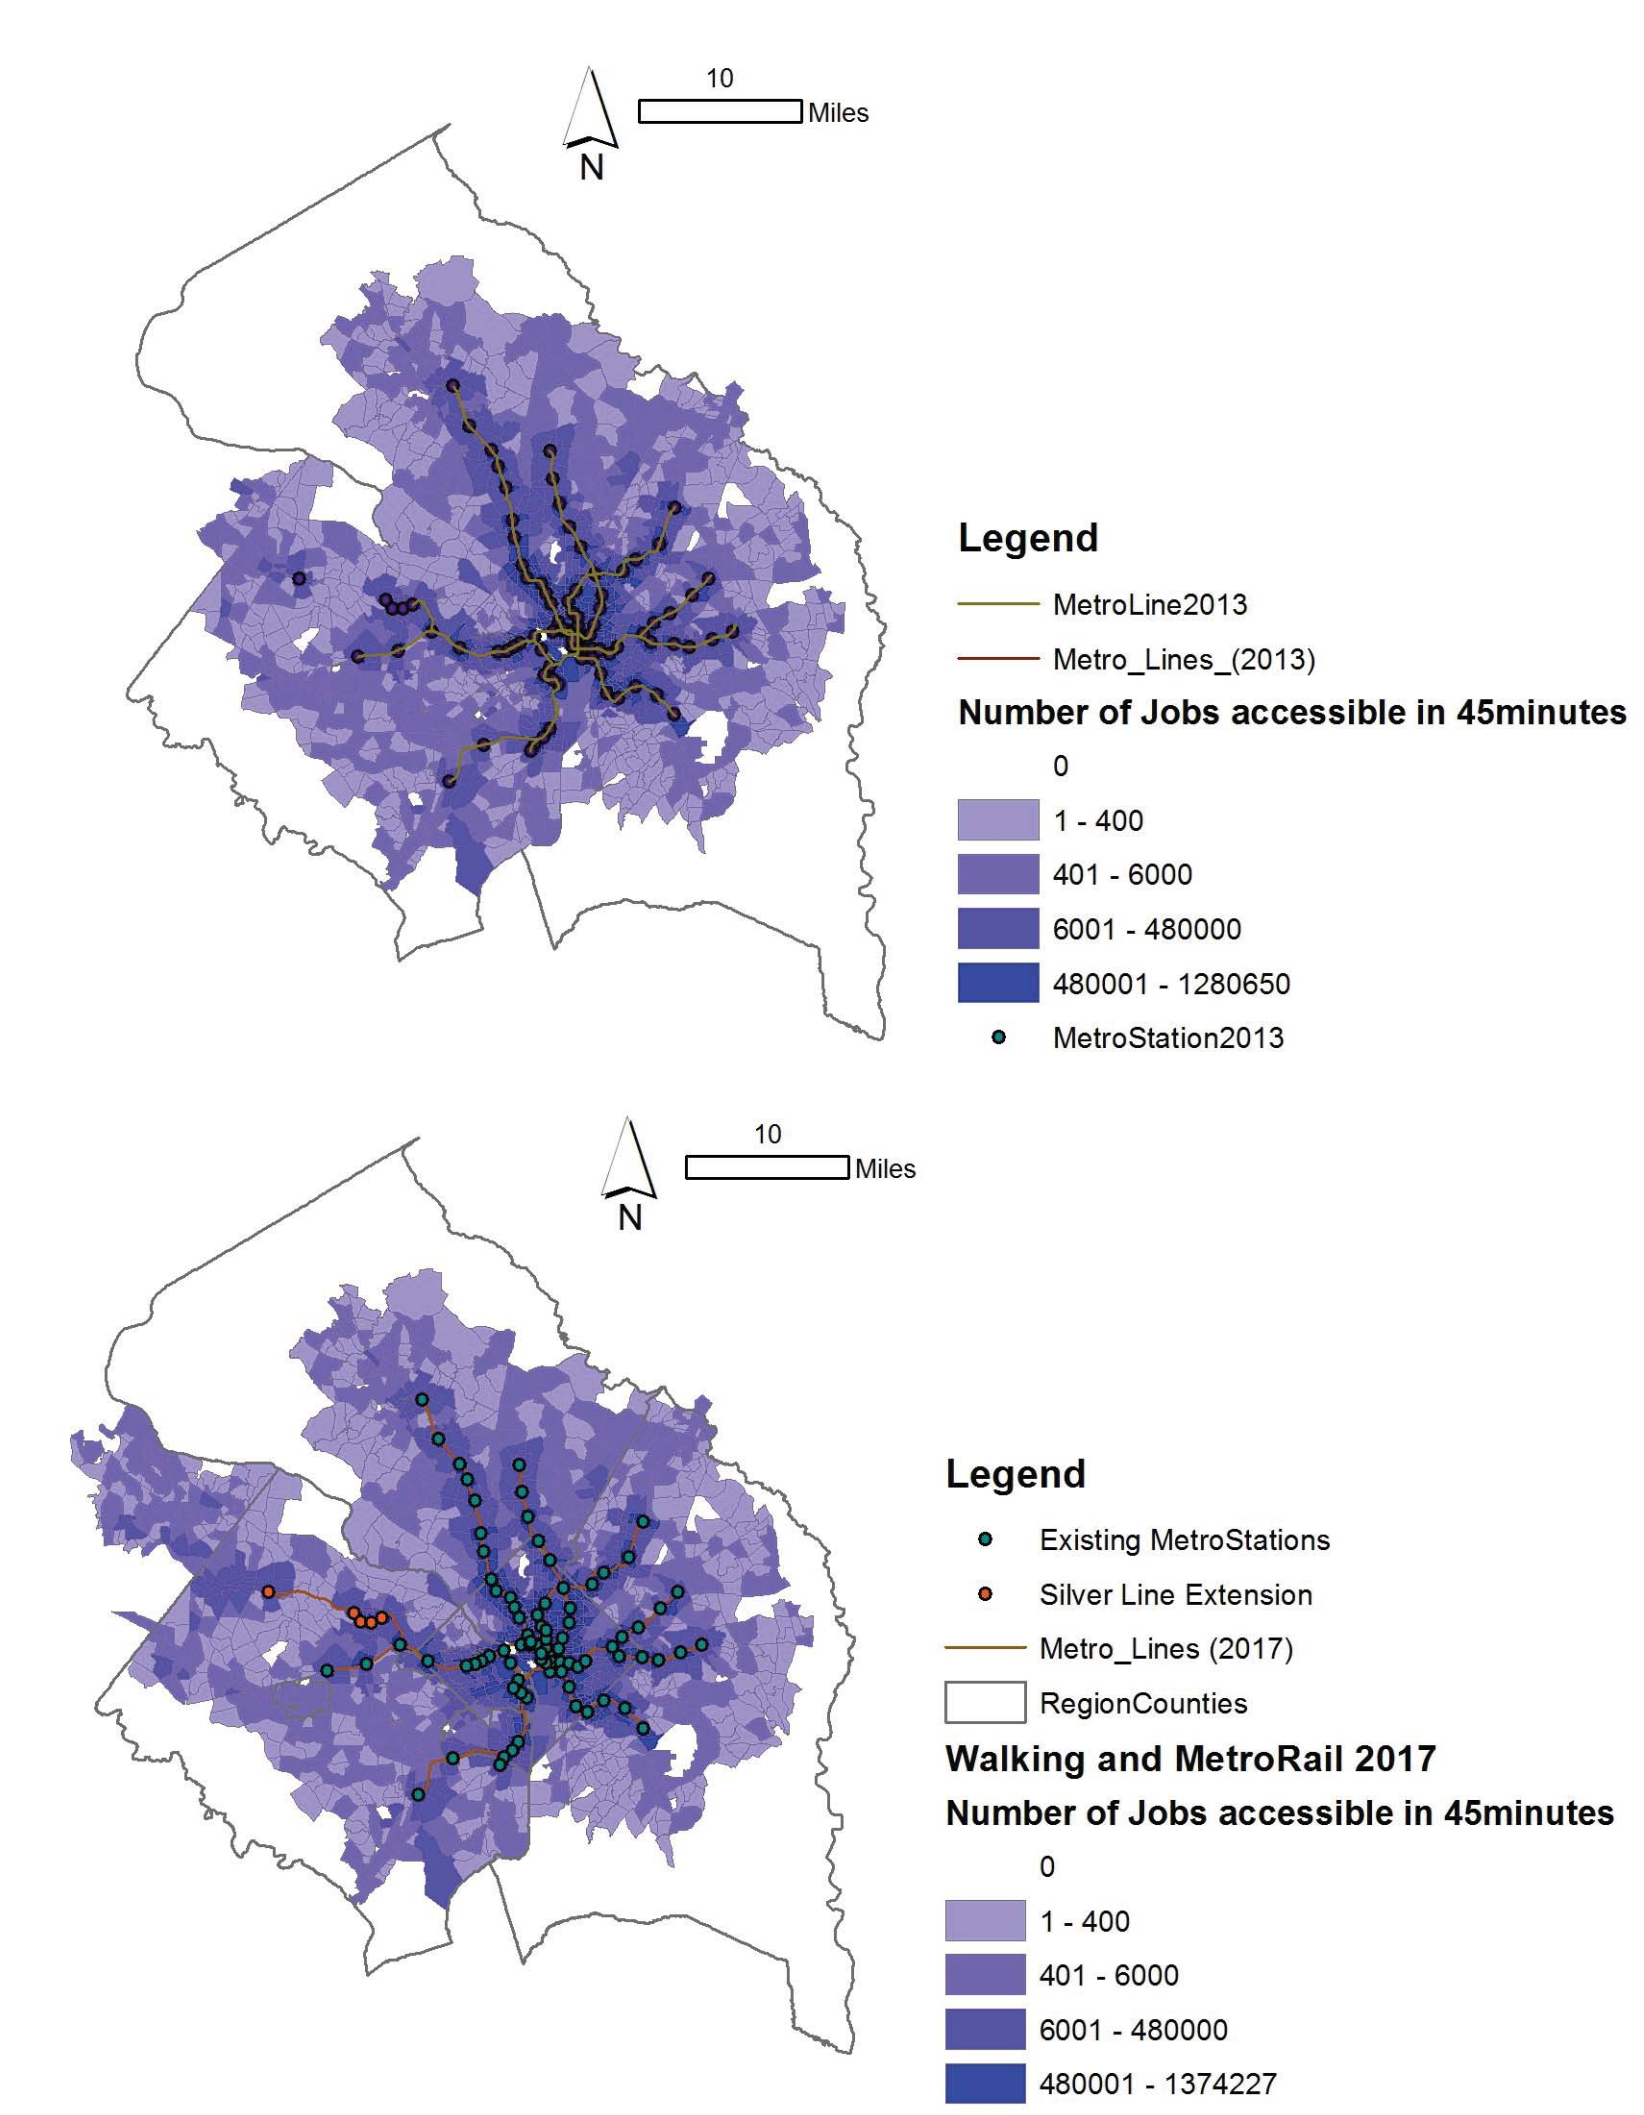 10
Miles
N
Legend
MetroLine2013
Metro_Lines_(2013)
Number of Jobs accessible in 45minutes
0
1 - 400
401 - 6000
6001 - 480000
480001 - 1280650
MetroStation2013
10
Miles
N
Legend
Existing MetroStations
Silver Line Extension
Metro_Lines (2017)
RegionCounties
Walking and MetroRail 2017
Number of Jobs accessible in 45minutes
0
1 - 400
401 - 6000
6001 - 480000
480001 - 1374227